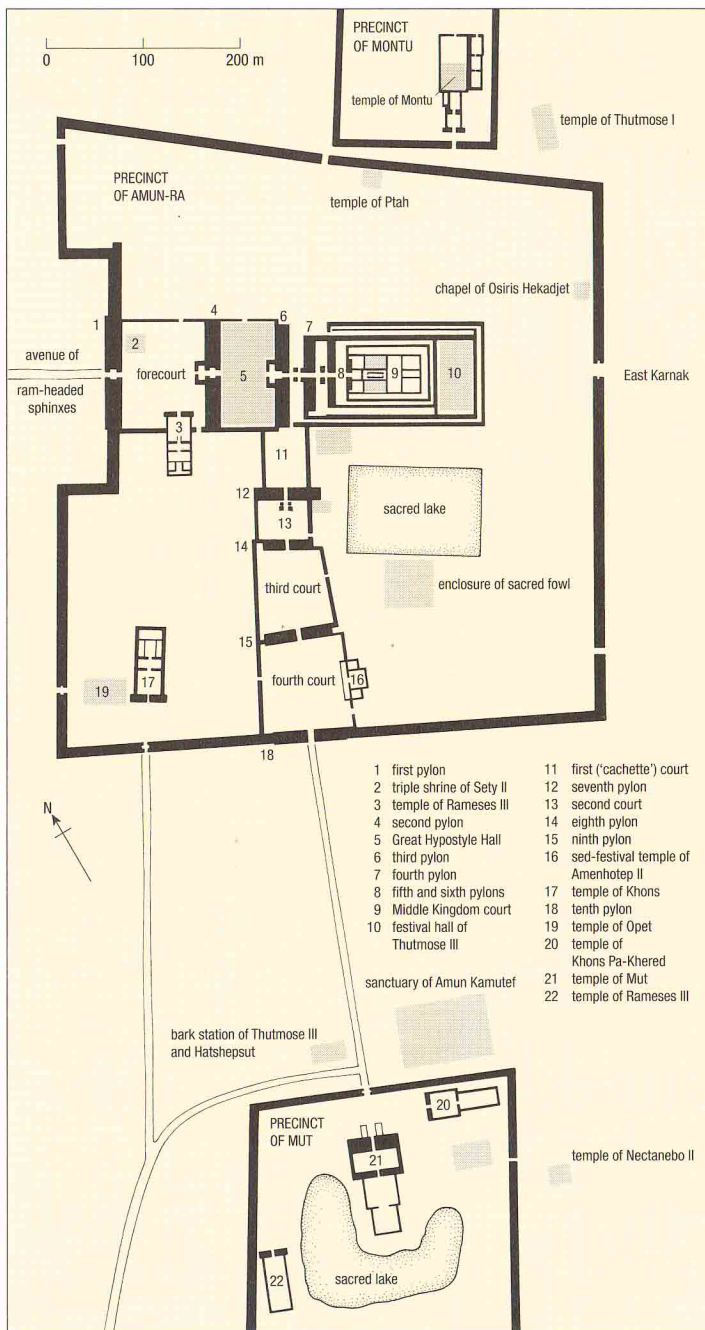 PRECINCT
OF MONTU
0 100 200 m
temple of Montu
temple of Thutmose I
PRECINCT
OF AMUN-RA
temple of Ptah
chapel of Osiris Hekadjet
1
2
3
4
5
6
7
8
9
10
avenue of
ram-headed
sphinxes
forecourt
East Karnak
11
12
13
sacred lake
14
third court
enclosure of sacred fowl
15
fourth court
16
17
19
18
N
1 first pylon
2 triple shrine of Sety II
3 temple of Rameses III
4 second pylon
5 Great Hypostyle Hall
6 third pylon
7 fourth pylon
8 fifth and sixth pylons
9 Middle Kingdom court
10 festival hall of
Thutmose III
11 first ('cachette') court
12 seventh pylon
13 second court
14 eighth pylon
15 ninth pylon
16 sed-festival temple of
Amenhotep II
17 temple of Khons
18 tenth pylon
19 temple of Opet
20 temple of
Khons Pa-Khered
21 temple of Mut
22 temple of Rameses III
sanctuary of Amun Kamutef
bark station of Thutmose III
and Hatshepsut
PRECINCT
OF MUT
20
21
temple of Nectanebo II
22
sacred lake